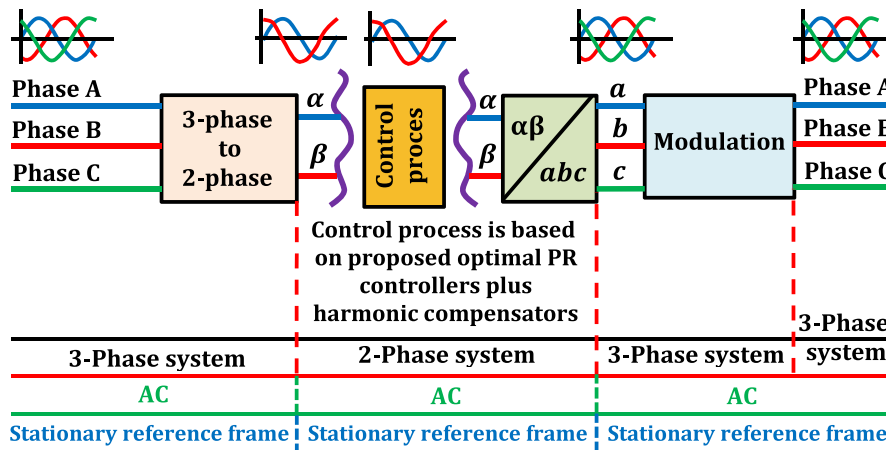 Phase A
Phase B
Phase C
3-phase
to
2-phase
α
β
Control
proces
α
β
αβ
abc
a
b
c
Modulation
Phase A
Phase B
Phase C
Control process is based
on proposed optimal PR
controllers plus
harmonic compensators
3-Phase system
2-Phase system
3-Phase system
3-Phase
system
AC
AC
AC
Stationary reference frame
Stationary reference frame
Stationary reference frame